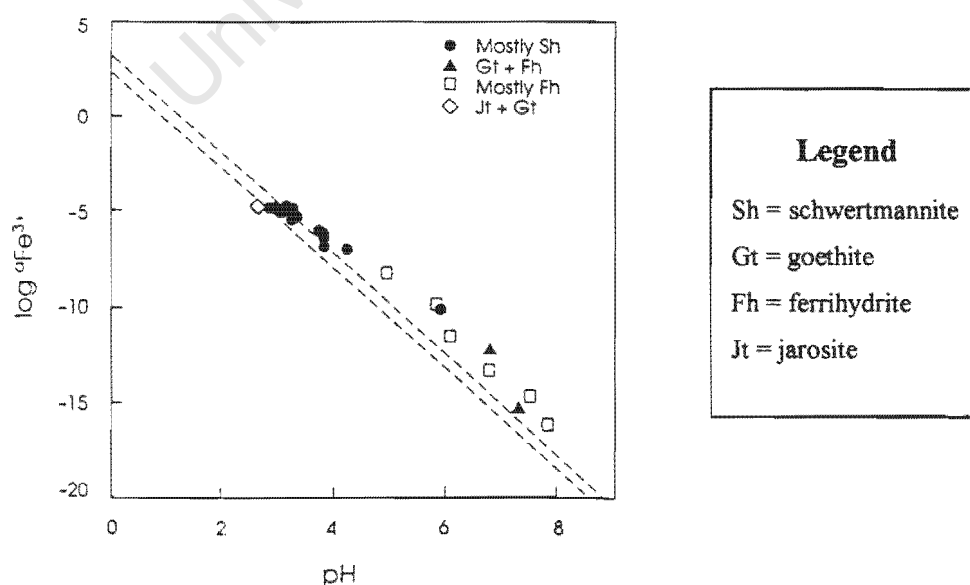 Univ
5
0
-5
-10
-15
-20
log aFe3+
0 2 4 6 8
pH
Mostly Sh
Gt + Fh
Mostly Fh
Jt + Gt
Legend
Sh = schwertmannite
Gt = goethite
Fh = ferrihydrite
Jt = jarosite